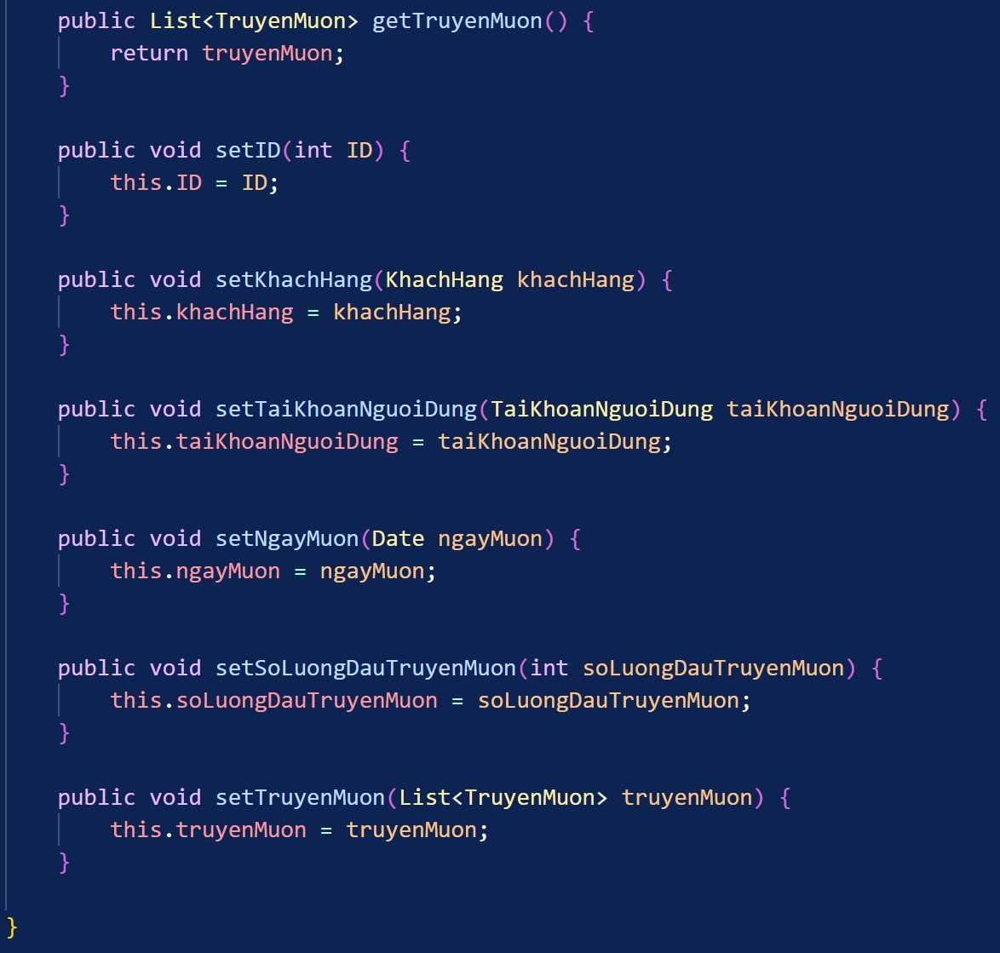 public List<TruyenMuon> getTruyenMuon() {
return truyenMuon;
}
public void setID(int ID) {
this.ID = ID;
}
public void setKhachHang(KhachHang khachHang) {
this.khachHang = khachHang;
}
public void setTaiKhoanNguoiDung(TaiKhoanNguoiDung taiKhoanNguoiDung) {
this.taiKhoanNguoiDung = taiKhoanNguoiDung;
}
public void setNgayMuon(Date ngayMuon) {
this.ngayMuon = ngayMuon;
}
public void setSoLuongDauTruyenMuon(int soLuongDauTruyenMuon) {
this.soLuongDauTruyenMuon = soLuongDauTruyenMuon;
}
public void setTruyenMuon(List<TruyenMuon> truyenMuon) {
this.truyenMuon = truyenMuon;
}
}